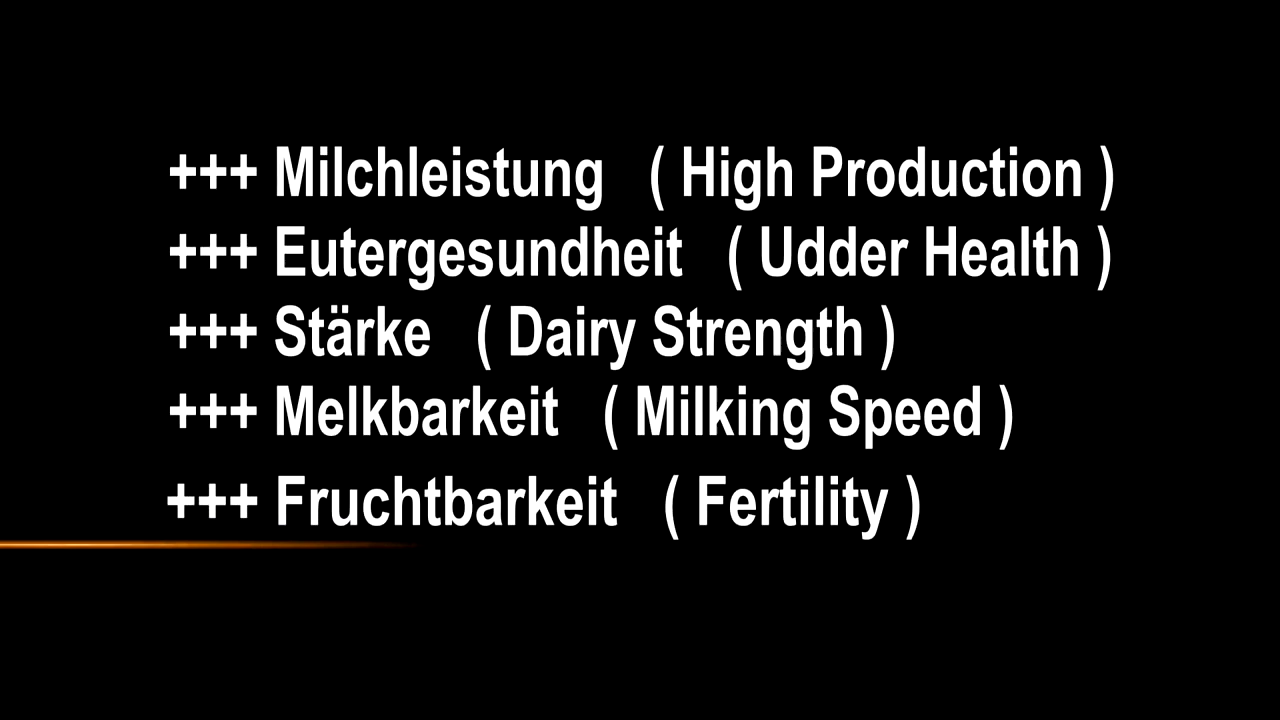 +++ Milchleistung ( High Production )
+++ Eutergesundheit ( Udder Health )
+++ Stärke ( Dairy Strength )
+++ Melkbarkeit ( Milking Speed )
+++ Fruchtbarkeit ( Fertility )